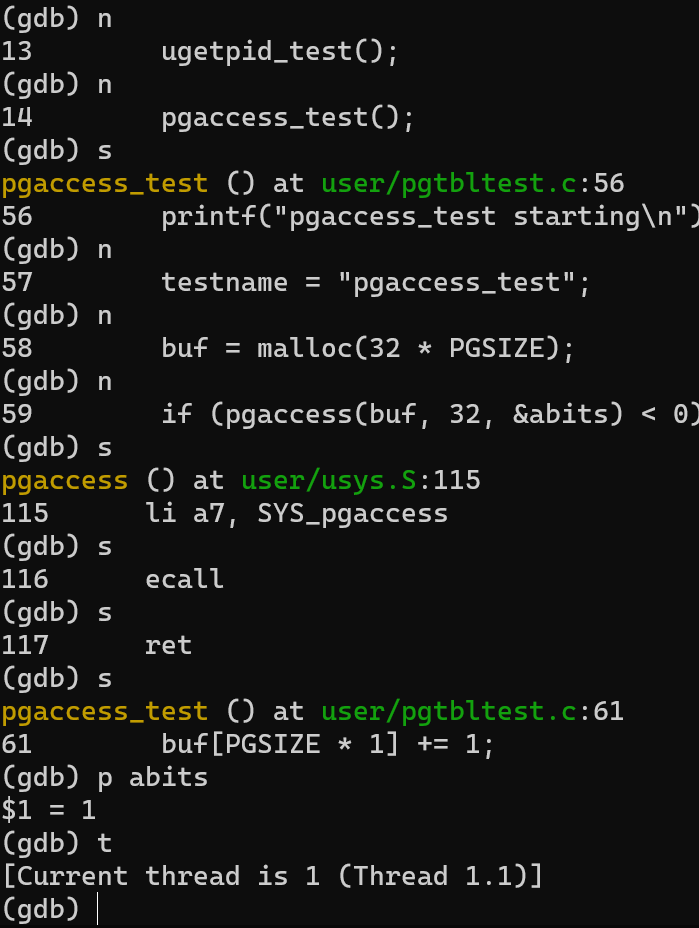 (gdb) n
13        ugetpid_test();
(gdb) n
14        pgaccess_test();
(gdb) s
pgaccess_test () at user/pgtbltest.c:56
56        printf("pgaccess_test starting\n")
(gdb) n
57        testname = "pgaccess_test";
(gdb) n
58        buf = malloc(32 * PGSIZE);
(gdb) n
59        if (pgaccess(buf, 32, &abits) < 0)
(gdb) s
pgaccess () at user/usys.S:115
115      li a7, SYS_pgaccess
(gdb) s
116      ecall
(gdb) s
117      ret
(gdb) s
pgaccess_test () at user/pgtbltest.c:61
61        buf[PGSIZE * 1] += 1;
(gdb) p abits
$1 = 1
(gdb) t
[Current thread is 1 (Thread 1.1)]
(gdb)